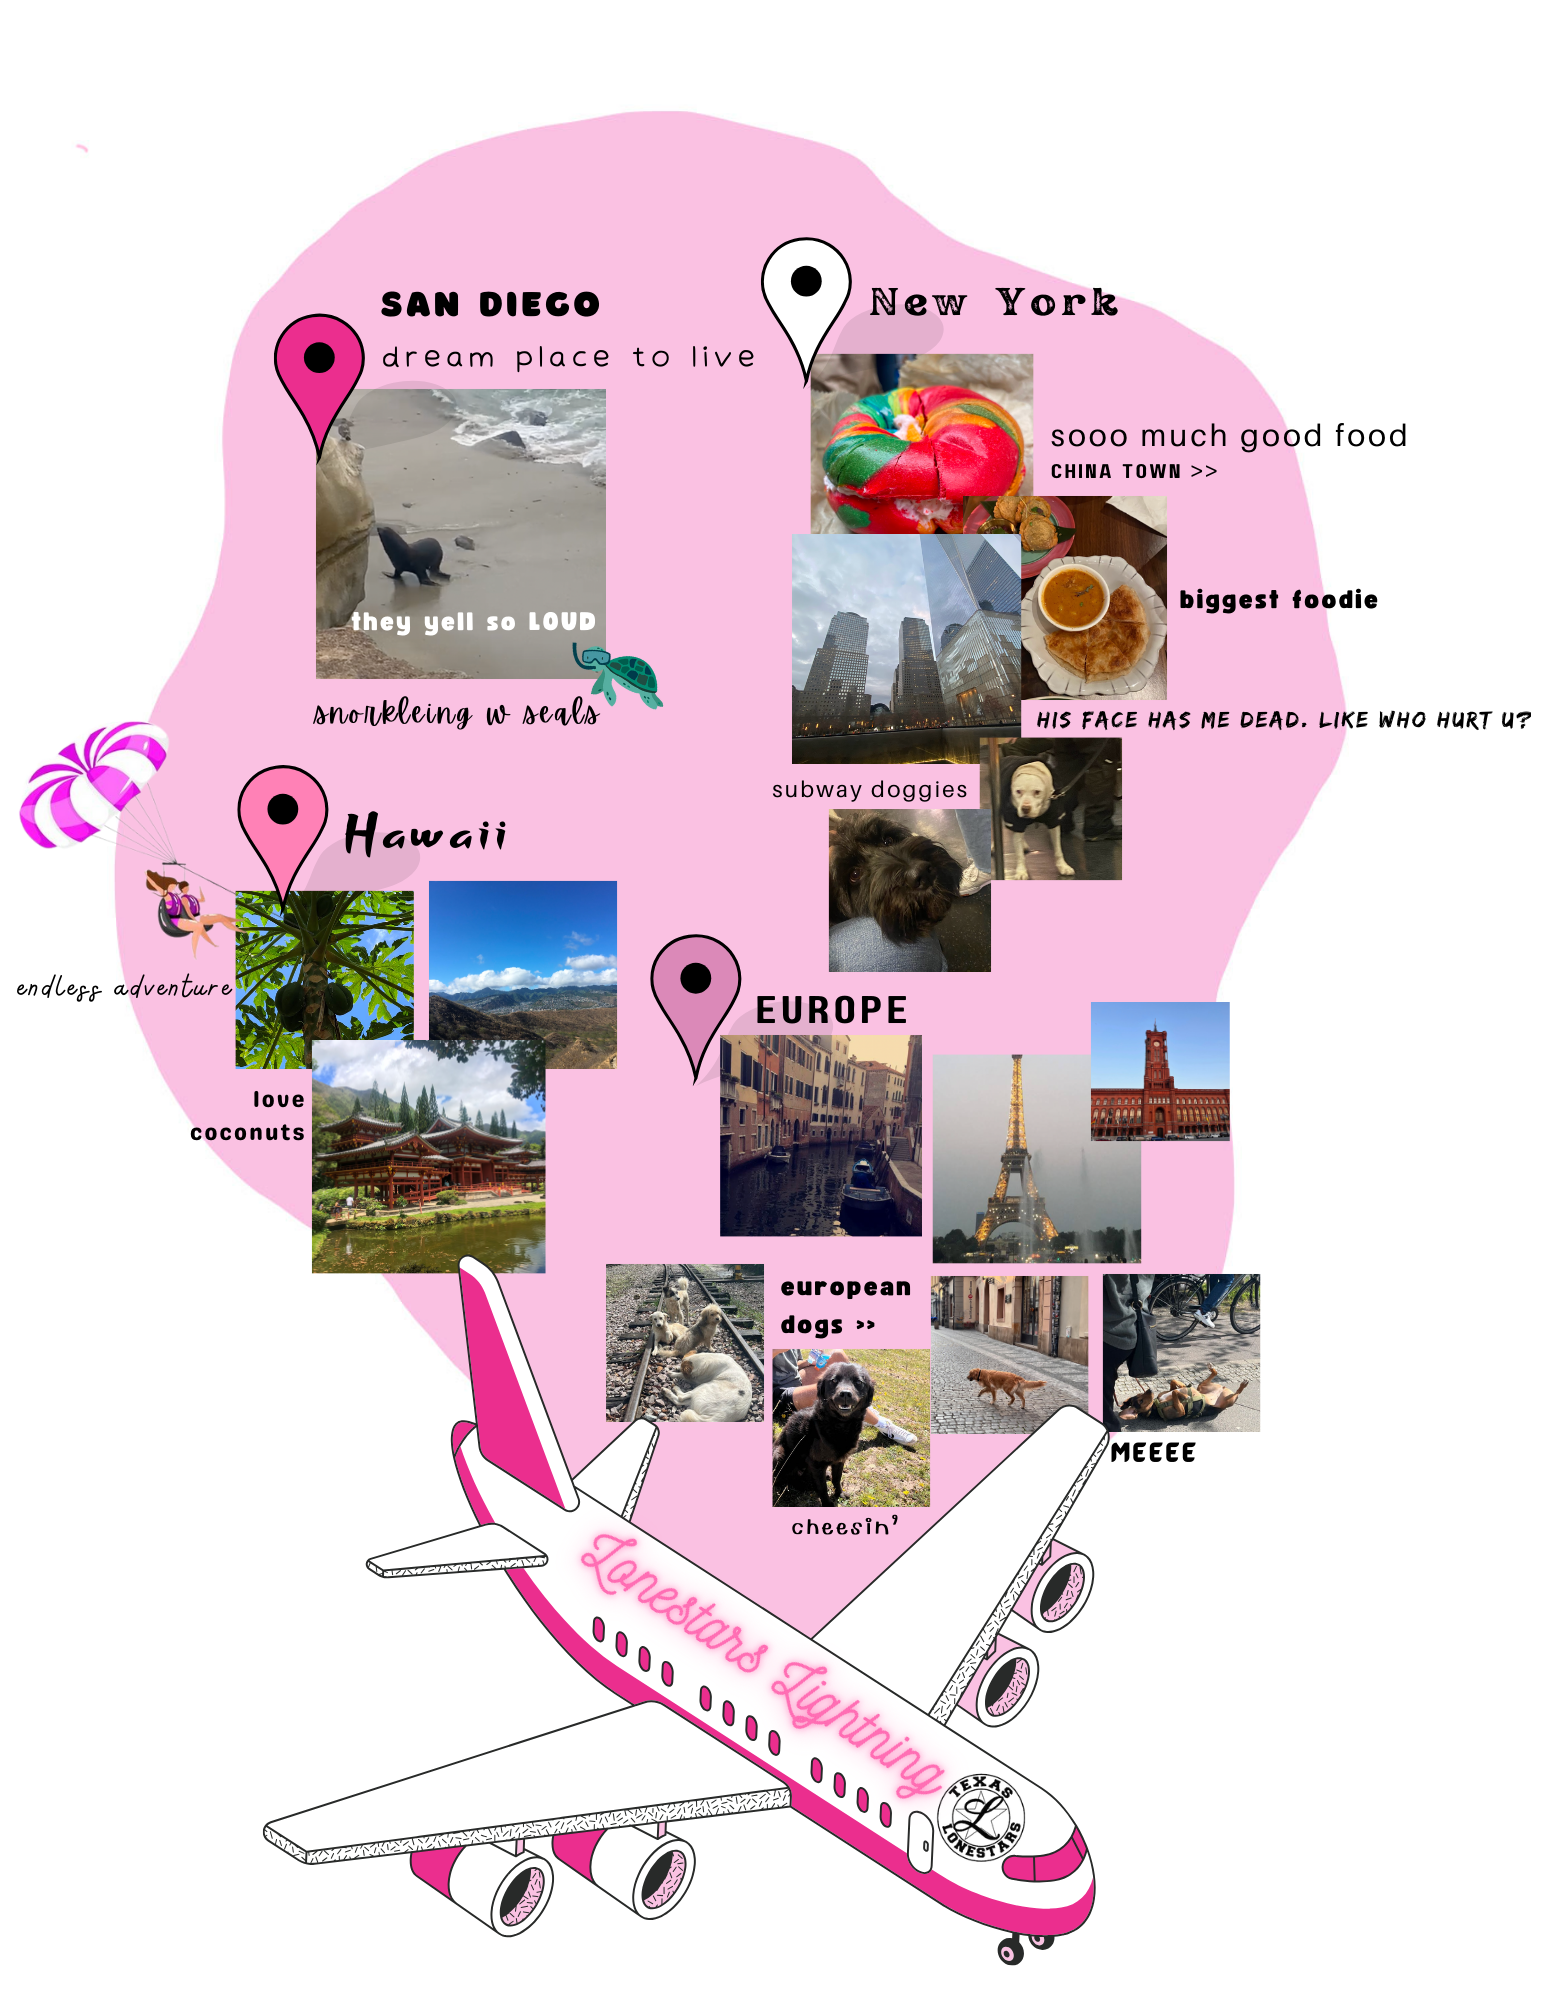 SAN DIEGO
dream place to live
they yell so LOUD
snorkleing w seals
New York
sooo much good food
CHINA TOWN >>
biggest foodie
HIS FACE HAS ME DEAD. LIKE WHO HURT U?
subway doggies
Hawaii
endless adventure
love
coconuts
EUROPE
european
dogs >>
MEEEE
cheesin'
Lonestars Lightning
TEXAS
L
LONESTARS